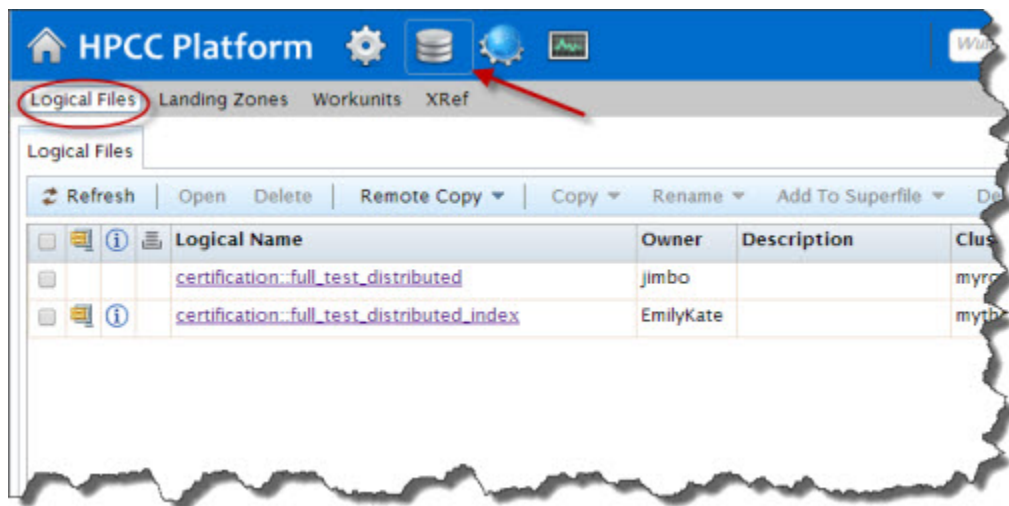 HPCC Platform
Logical Files Landing Zones Workunits XRef
Logical Files
Refresh Open Delete Remote Copy Copy Rename Add To Superfile
Logical Name Owner Description
certification::full_test_distributed jimbo
certification::full_test_distributed_index EmilyKate